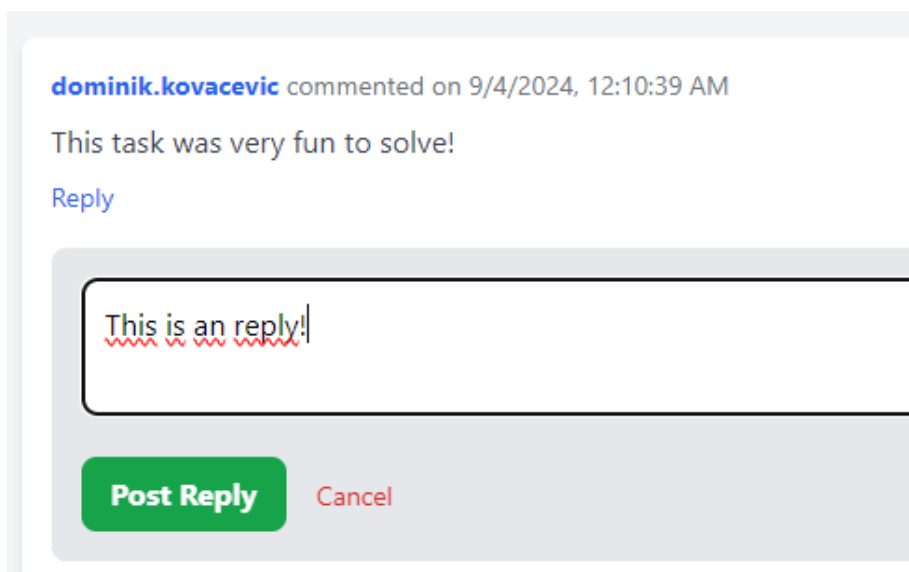 dominik.kovacevic commented on 9/4/2024, 12:10:39 AM
This task was very fun to solve!
Reply
This is an reply!
Post Reply Cancel